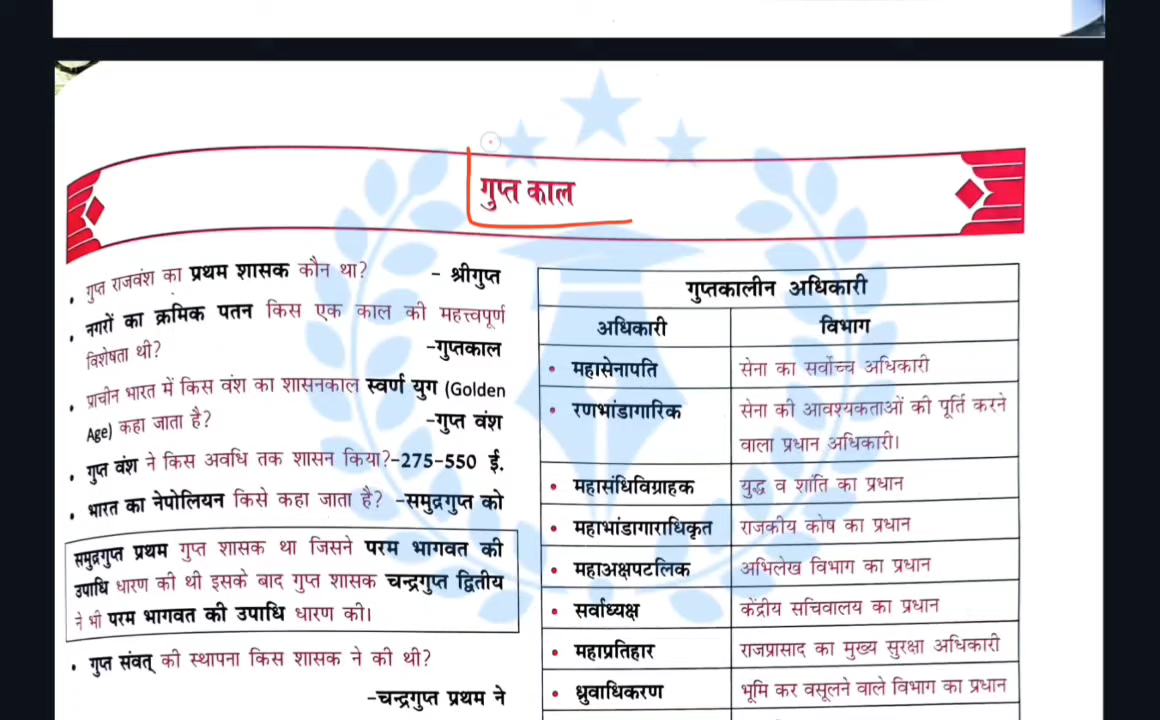 गुप्त काल
• गुप्त राजवंश का प्रथम शासक कौन था? - श्रीगुप्त
• नगरों का क्रमिक पतन किस एक काल की महत्त्वपूर्ण
विशेषता थी? -गुप्तकाल
• प्राचीन भारत में किस वंश का शासनकाल स्वर्ण युग (Golden
Age) कहा जाता है? -गुप्त वंश
• गुप्त वंश ने किस अवधि तक शासन किया?-275-550 ई.
• भारत का नेपोलियन किसे कहा जाता है? -समुद्रगुप्त को
समुद्रगुप्त प्रथम गुप्त शासक था जिसने परम भागवत की
उपाधि धारण की थी इसके बाद गुप्त शासक चन्द्रगुप्त द्वितीय
ने भी परम भागवत की उपाधि धारण की।
• गुप्त संवत् की स्थापना किस शासक ने की थी?
-चन्द्रगुप्त प्रथम ने
गुप्तकालीन अधिकारी
अधिकारी विभाग
• महासेनापति सेना का सर्वोच्च अधिकारी
• रणभांडागारिक सेना की आवश्यकताओं की पूर्ति करने
वाला प्रधान अधिकारी।
• महासंधिविग्राहक युद्ध व शांति का प्रधान
• महाभांडागाराधिकृत राजकीय कोष का प्रधान
• महाअक्षपटलिक अभिलेख विभाग का प्रधान
• सर्वाध्यक्ष केंद्रीय सचिवालय का प्रधान
• महाप्रतिहार राजप्रासाद का मुख्य सुरक्षा अधिकारी
• ध्रुवाधिकरण भूमि कर वसूलने वाले विभाग का प्रधान